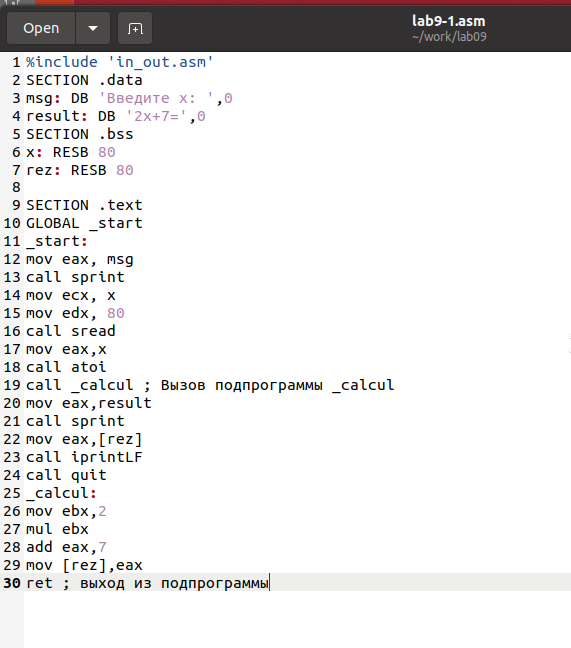 Open
lab9-1.asm
~/work/lab09
1 %include 'in_out.asm'
2 SECTION .data
3 msg: DB 'Введите x: ',0
4 result: DB '2x+7=',0
5 SECTION .bss
6 x: RESB 80
7 rez: RESB 80
8
9 SECTION .text
10 GLOBAL _start
11 _start:
12 mov eax, msg
13 call sprint
14 mov ecx, x
15 mov edx, 80
16 call sread
17 mov eax,x
18 call atoi
19 call _calcul ; Вызов подпрограммы _calcul
20 mov eax,result
21 call sprint
22 mov eax,[rez]
23 call iprintLF
24 call quit
25 _calcul:
26 mov ebx,2
27 mul ebx
28 add eax,7
29 mov [rez],eax
30 ret ; выход из подпрограммы